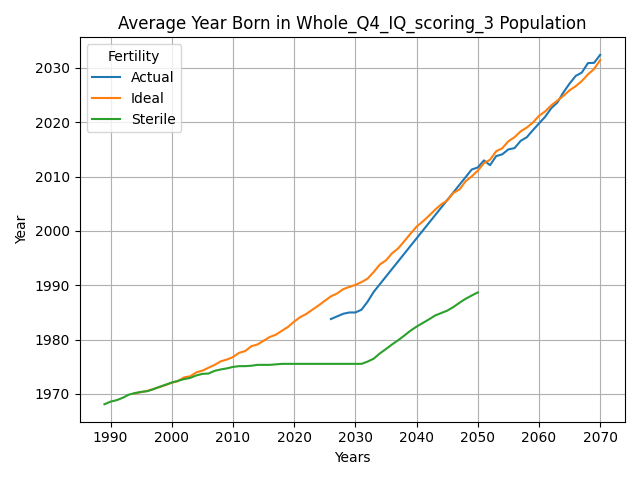 Average Year Born in Whole_Q4_IQ_scoring_3 Population
Fertility
Actual
Ideal
Sterile
Year
2030
2020
2010
2000
1990
1980
1970
1990 2000 2010 2020 2030 2040 2050 2060 2070
Years